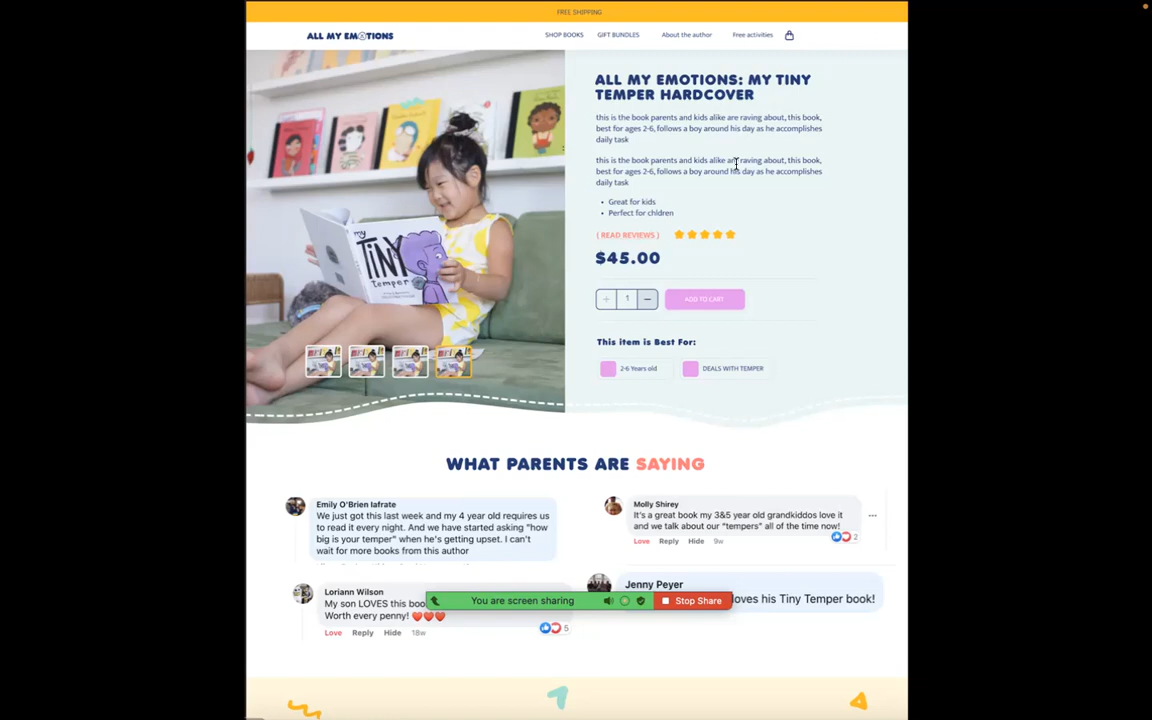 FREE SHIPPING
ALL MY EMOTIONS
SHOP BOOKS
GIFT BUNDLES
About the author
Free activities
ALL MY EMOTIONS: MY TINY
TEMPER HARDCOVER
this is the book parents and kids alike are raving about, this book,
best for ages 2-6, follows a boy around his day as he accomplishes
daily task
this is the book parents and kids alike are raving about, this book,
best for ages 2-6, follows a boy around his day as he accomplishes
daily task
• Great for kids
• Perfect for chldren
( READ REVIEWS )
$45.00
+ 1 −
ADD TO CART
This item is Best For:
2-6 Years old
DEALS WITH TEMPER
my
TINY
Temper
WHAT PARENTS ARE SAYING
Emily O'Brien Iafrate
We just got this last week and my 4 year old requires us
to read it every night. And we have started asking "how
big is your temper" when he's getting upset. I can't
wait for more books from this author
Molly Shirey
It's a great book my 3&5 year old grandkiddos love it
and we talk about our "tempers" all of the time now!
Love Reply Hide 9w
2
Loriann Wilson
My son LOVES this boo
Worth every penny! ❤️❤️❤️
Love Reply Hide 18w
5
Jenny Peyer
loves his Tiny Temper book!
You are screen sharing
Stop Share